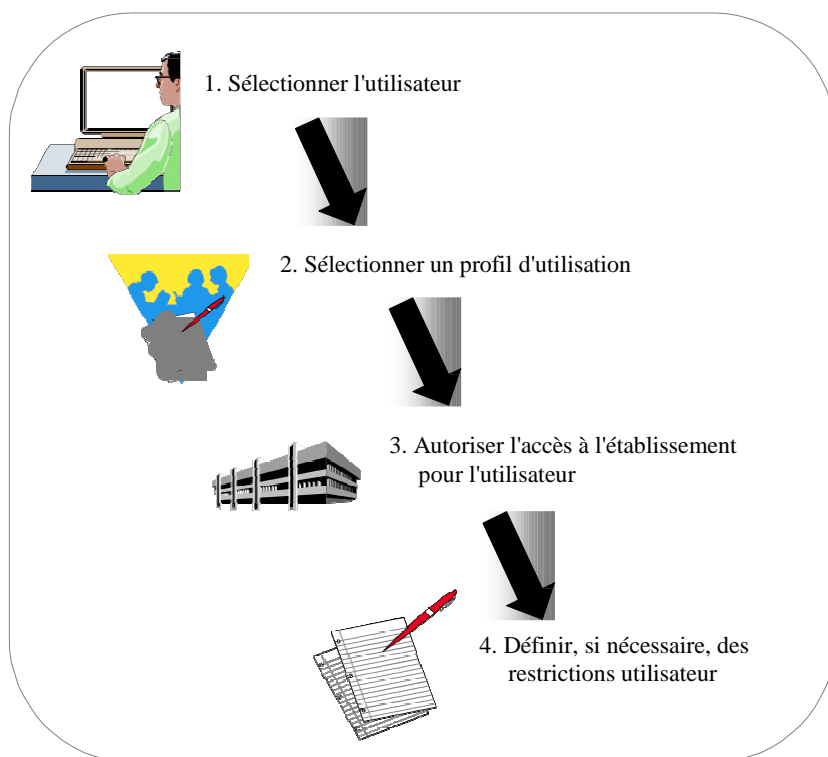 1. Sélectionner l'utilisateur
2. Sélectionner un profil d'utilisation
3. Autoriser l'accès à l'établissement
pour l'utilisateur
4. Définir, si nécessaire, des
restrictions utilisateur